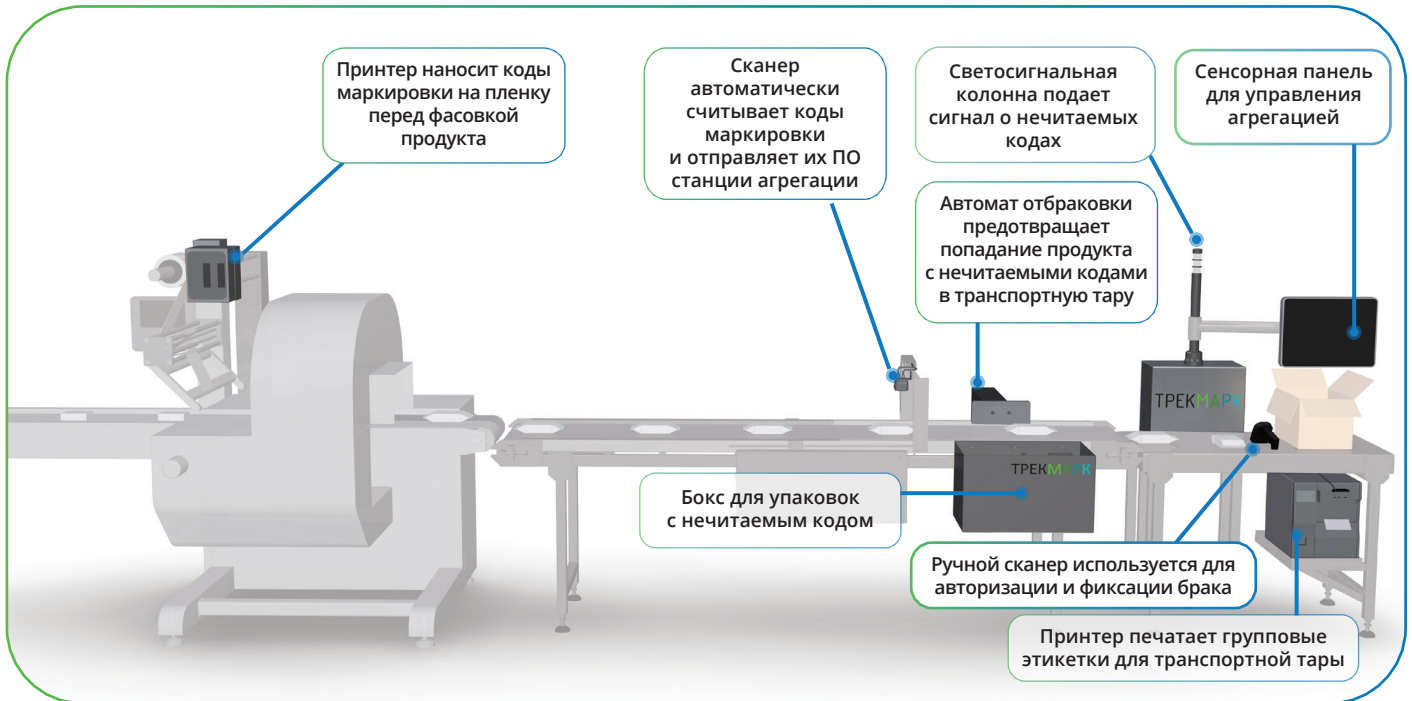 Принтер наносит коды
маркировки на пленку
перед фасовкой
продукта
Сканер
автоматически
считывает коды
маркировки
и отправляет их ПО
станции агрегации
Светосигнальная
колонна подает
сигнал о нечитаемых
кодах
Сенсорная панель
для управления
агрегацией
Автомат отбраковки
предотвращает
попадание продукта
с нечитаемыми кодами
в транспортную тару
ТРЕКМАРК
ТРЕКМАРК
Бокс для упаковок
с нечитаемым кодом
Ручной сканер используется для
авторизации и фиксации брака
Принтер печатает групповые
этикетки для транспортной тары